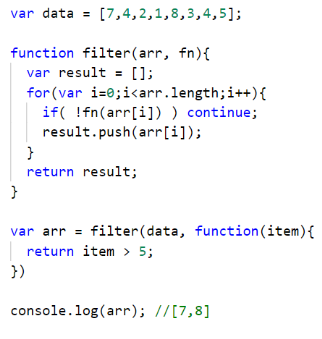 var data = [7,4,2,1,8,3,4,5];
function filter(arr, fn){
var result = [];
for(var i=0;i<arr.length;i++){
if( !fn(arr[i]) ) continue;
result.push(arr[i]);
}
return result;
}
var arr = filter(data, function(item){
return item > 5;
})
console.log(arr); //[7,8]